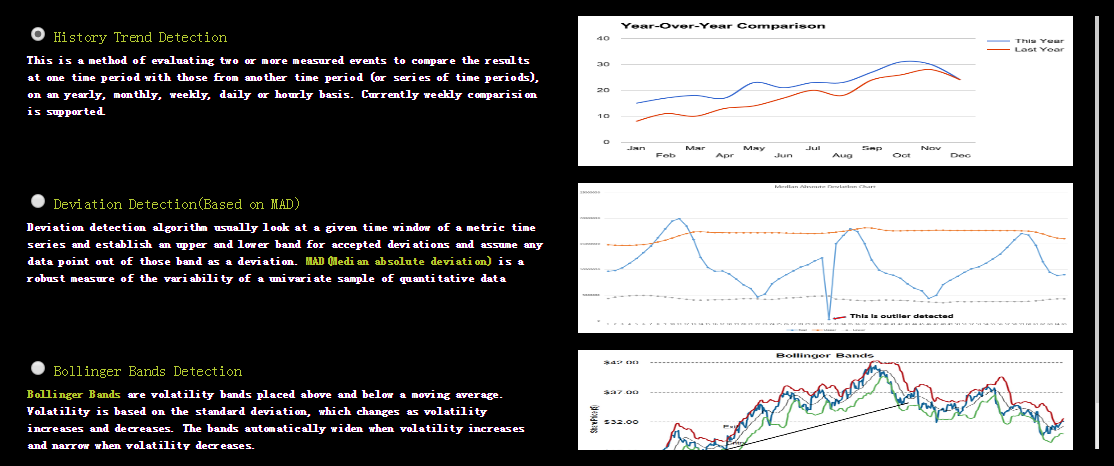 History Trend Detection
This is a method of evaluating two or more measured events to compare the results
at one time period with those from another time period (or series of time periods),
on an yearly, monthly, weekly, daily or hourly basis. Currently weekly comparision
is supported.
Year-Over-Year Comparison
40
30
20
10
0
Jan
Feb
Mar
Apr
May
Jun
Jul
Aug
Sep
Oct
Nov
Dec
This Year
Last Year
Deviation Detection(Based on MAD)
Deviation detection algorithm usually look at a given time window of a metric time
series and establish an upper and lower band for accepted deviations and assume any
data point out of those band as a deviation. MAD(Median absolute deviation) is a
robust measure of the variability of a univariate sample of quantitative data
Median Absolute Deviation Chart
This is outlier detected
Bollinger Bands Detection
Bollinger Bands are volatility bands placed above and below a moving average.
Volatility is based on the standard deviation, which changes as volatility
increases and decreases. The bands automatically widen when volatility increases
and narrow when volatility decreases.
Bollinger Bands
$42.00
$37.00
$32.00